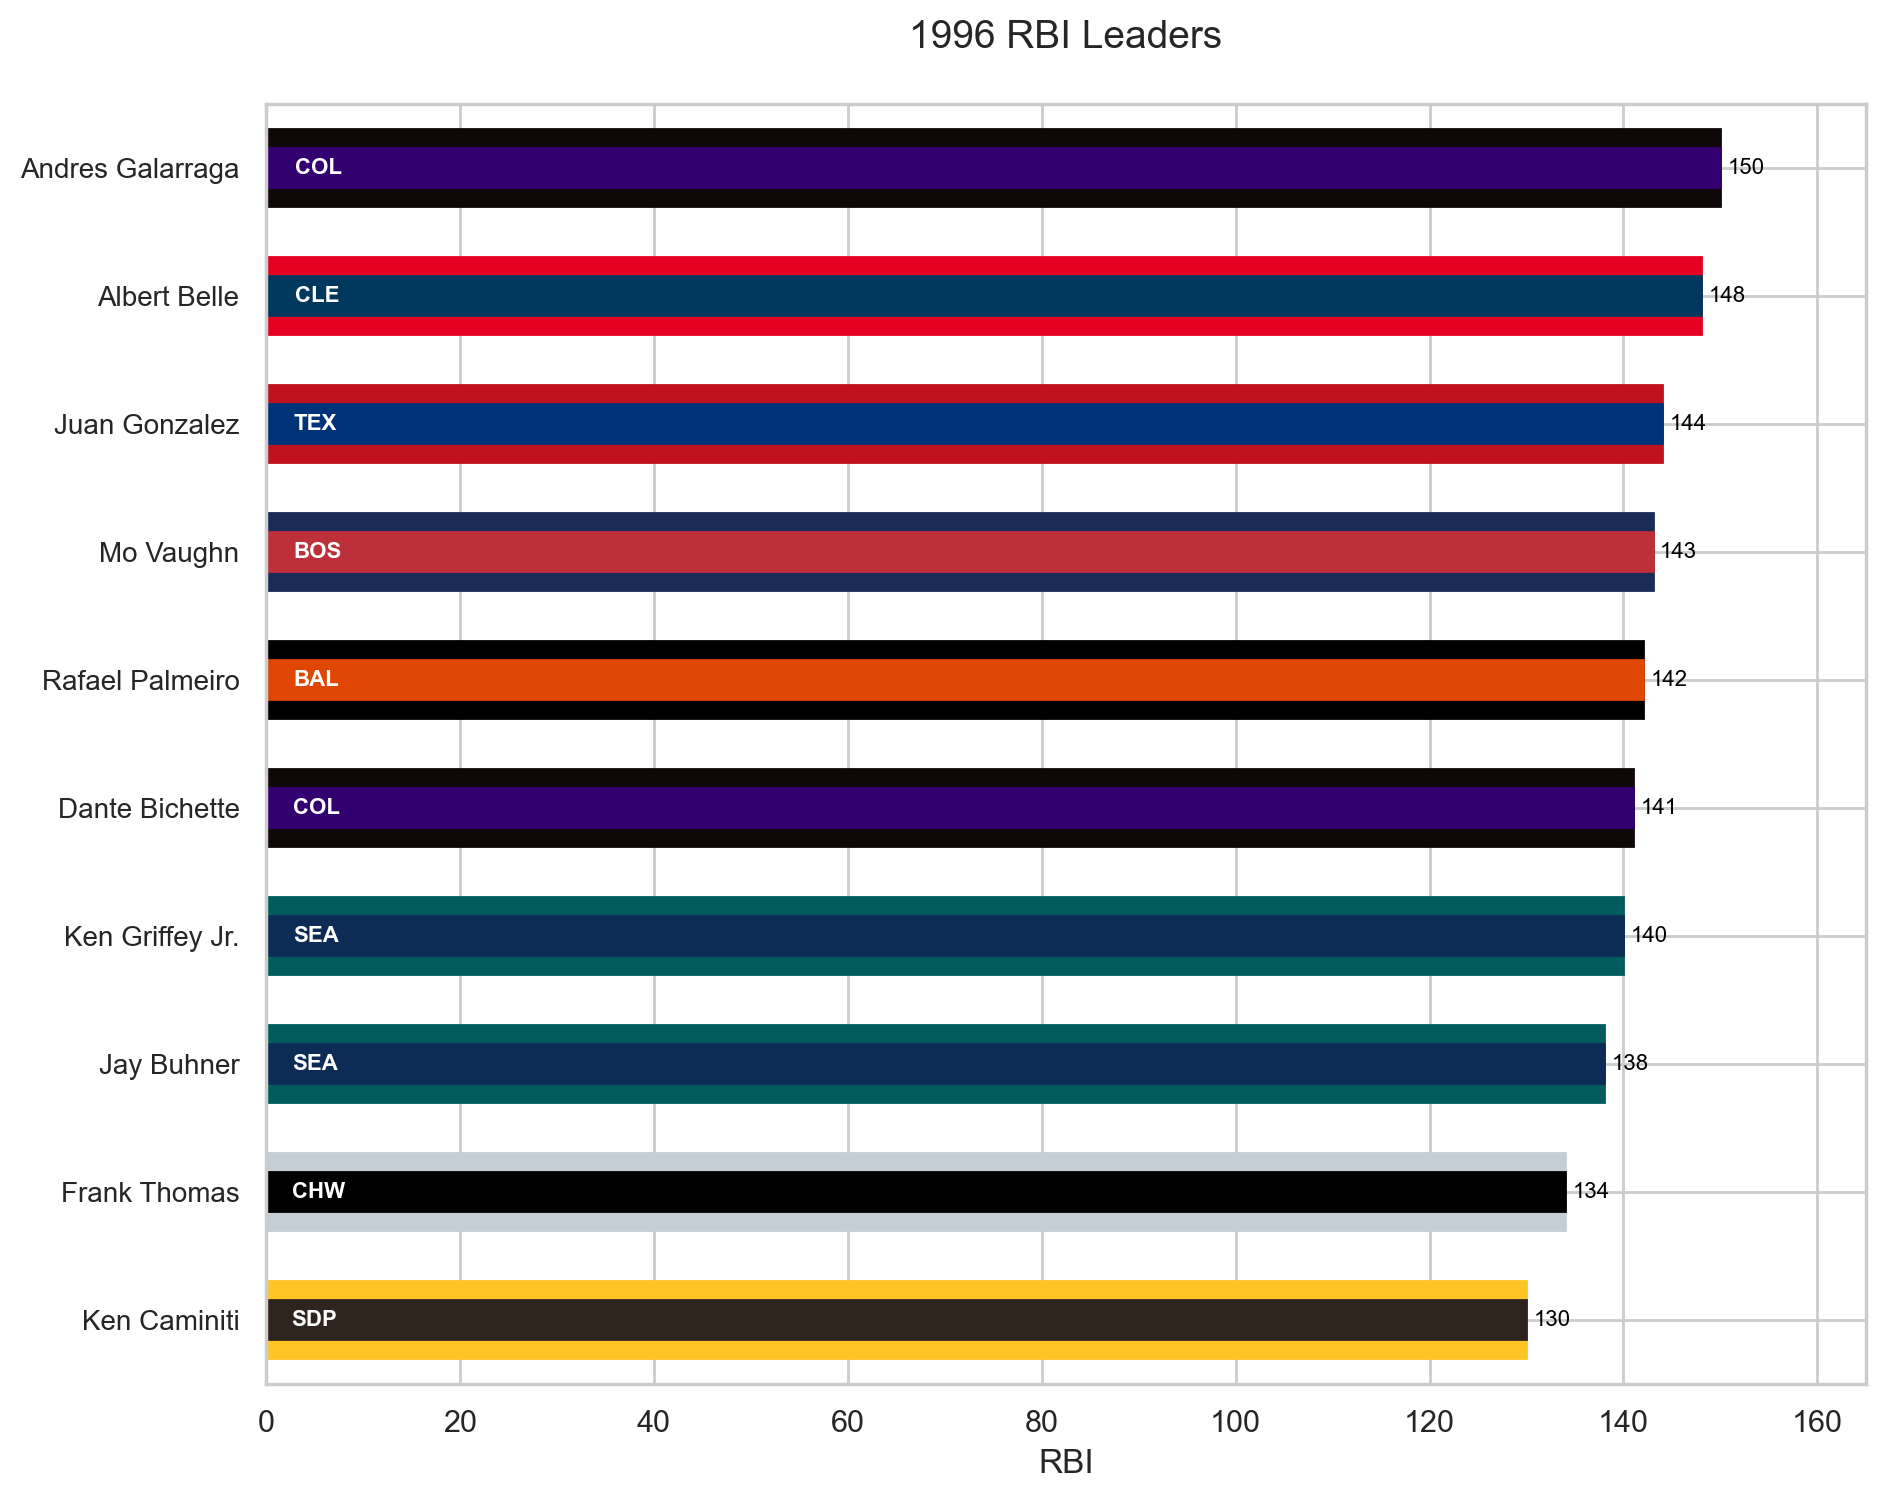 1996 RBI Leaders
Andres Galarraga COL 150
Albert Belle CLE 148
Juan Gonzalez TEX 144
Mo Vaughn BOS 143
Rafael Palmeiro BAL 142
Dante Bichette COL 141
Ken Griffey Jr. SEA 140
Jay Buhner SEA 138
Frank Thomas CHW 134
Ken Caminiti SDP 130
0 20 40 60 80 100 120 140 160
RBI